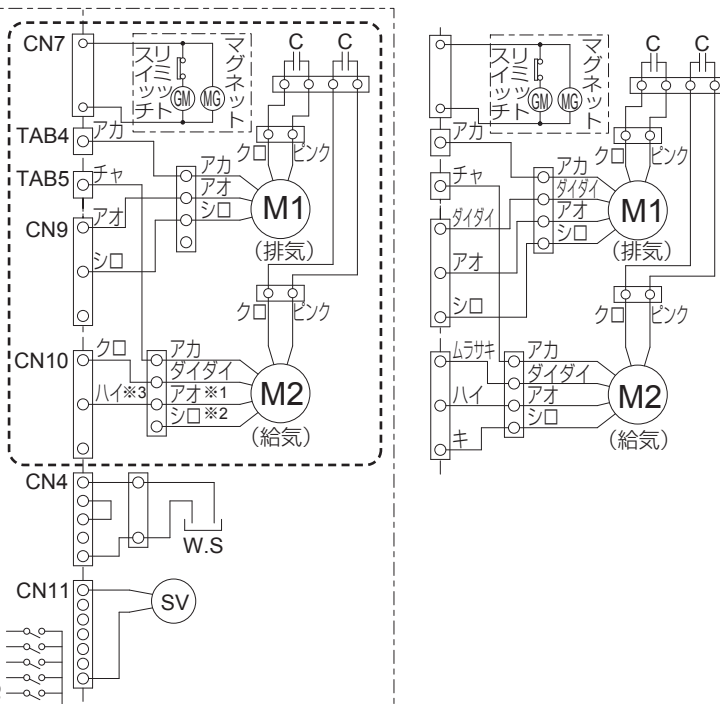 CN7
リミット
スイッチ
GM
MG
マグネット
C
C
TAB4
アカ
クロ
ピンク
TAB5
チャ
アカ
アオ
シロ
M1
(排気)
CN9
アオ
シロ
クロ
ピンク
CN10
クロ
ハイ※3
アカ
ダイダイ
アオ※1
シロ※2
M2
(給気)
CN4
W.S
CN11
SV
リミット
スイッチ
GM
MG
マグネット
C
C
アカ
クロ
ピンク
チャ
アカ
ダイダイ
アオ
シロ
M1
(排気)
ダイダイ
アオ
シロ
クロ
ピンク
ムラサキ
ハイ
キ
アカ
ダイダイ
アオ
シロ
M2
(給気)